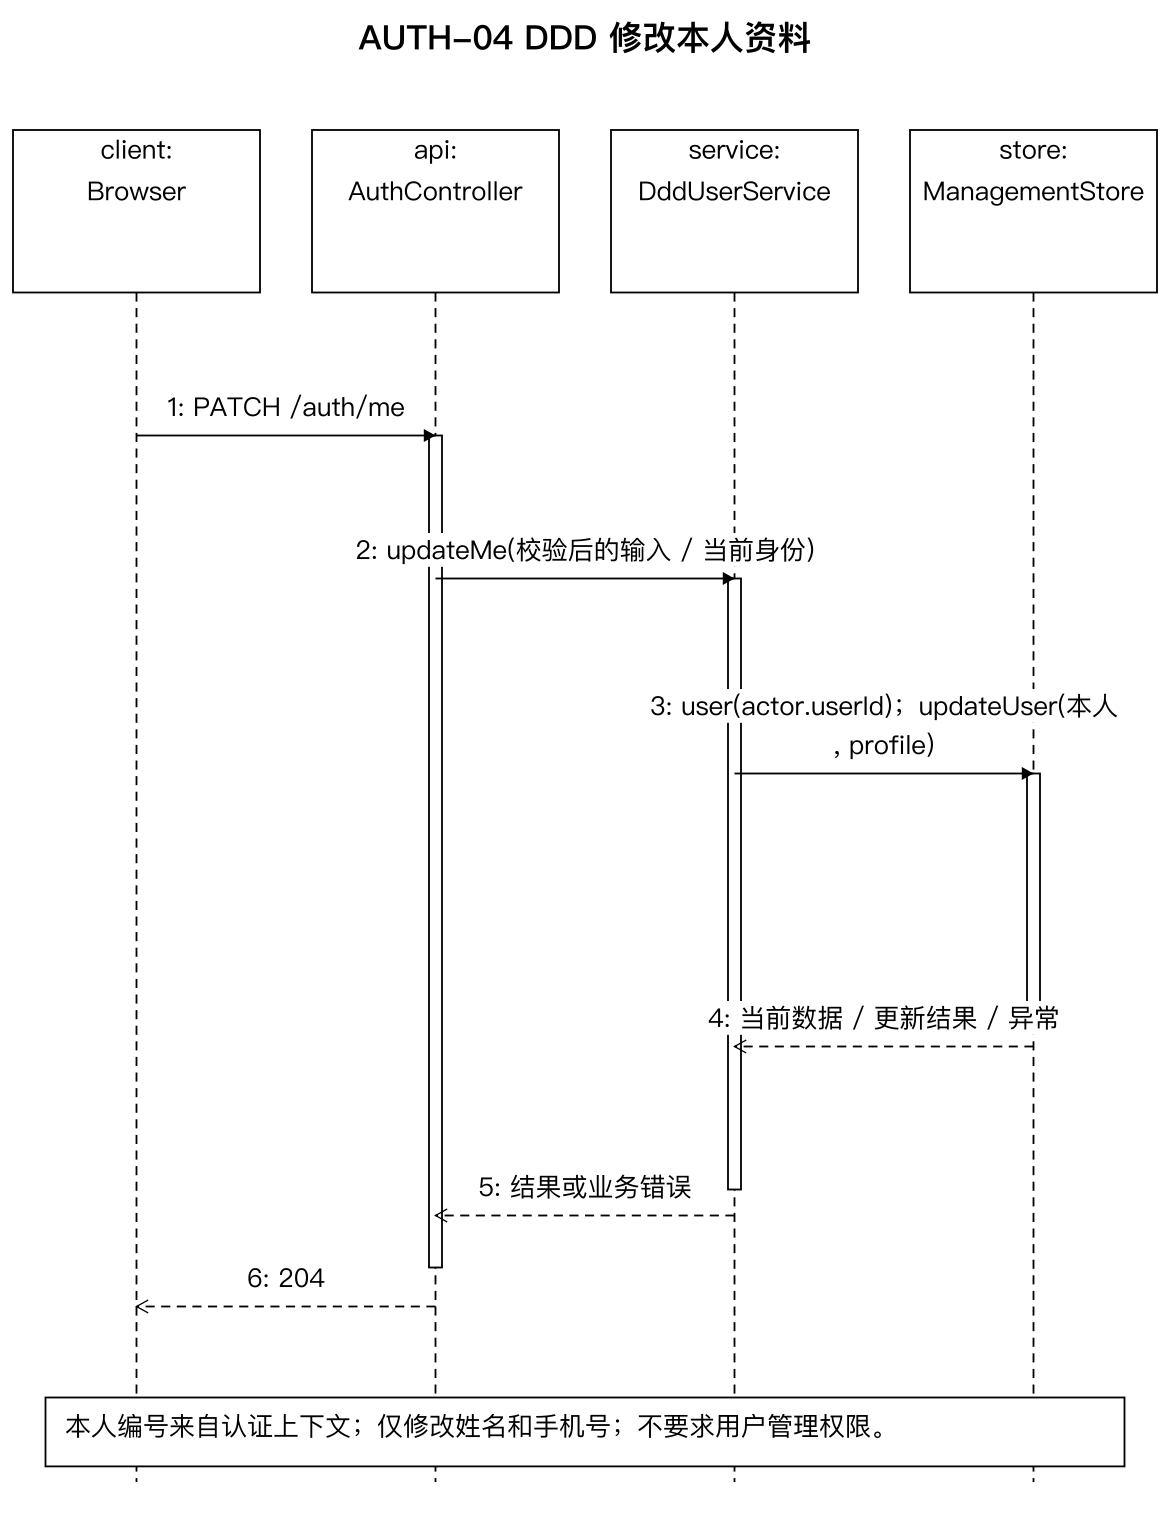 AUTH-04 DDD 修改本人资料
client:
Browser
api:
AuthController
service:
DddUserService
store:
ManagementStore
1: PATCH /auth/me
2: updateMe(校验后的输入 / 当前身份)
3: user(actor.userId)；updateUser(本人
, profile)
4: 当前数据 / 更新结果 / 异常
5: 结果或业务错误
6: 204
本人编号来自认证上下文；仅修改姓名和手机号；不要求用户管理权限。